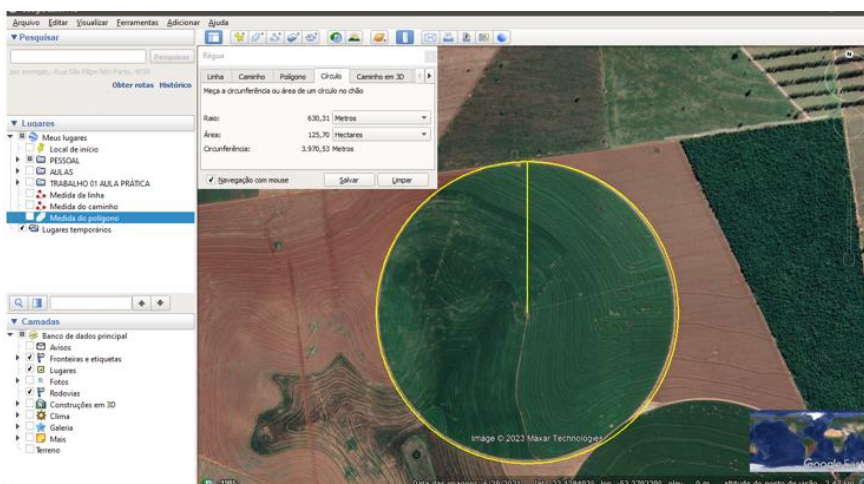 Arquivo Editar Visualizar Ferramentas Adicionar Ajuda
Pesquisar
Pesquisar
Obter rotas Histórico
Lugares
Meus lugares
Local de início
PESSOAL
AULAS
TRABALHO 01 AULA PRÁTICA
Medida da linha
Medida do caminho
Medida do polígono
Lugares temporários
Camadas
Banco de dados principal
Avisos
Fronteiras e etiquetas
Lugares
Fotos
Rodovias
Construções em 3D
Clima
Galeria
Mais
Terreno
Régua
Linha Caminho Polígono Círculo Caminho em 3D
Meça a circunferência ou área de um círculo no chão
Raio: 630,31 Metros
Área: 125,70 Hectares
Circunferência: 3.970,53 Metros
Navegação com mouse Salvar Limpar
N
Image © 2023 Maxar Technologies
Google Earth
1985